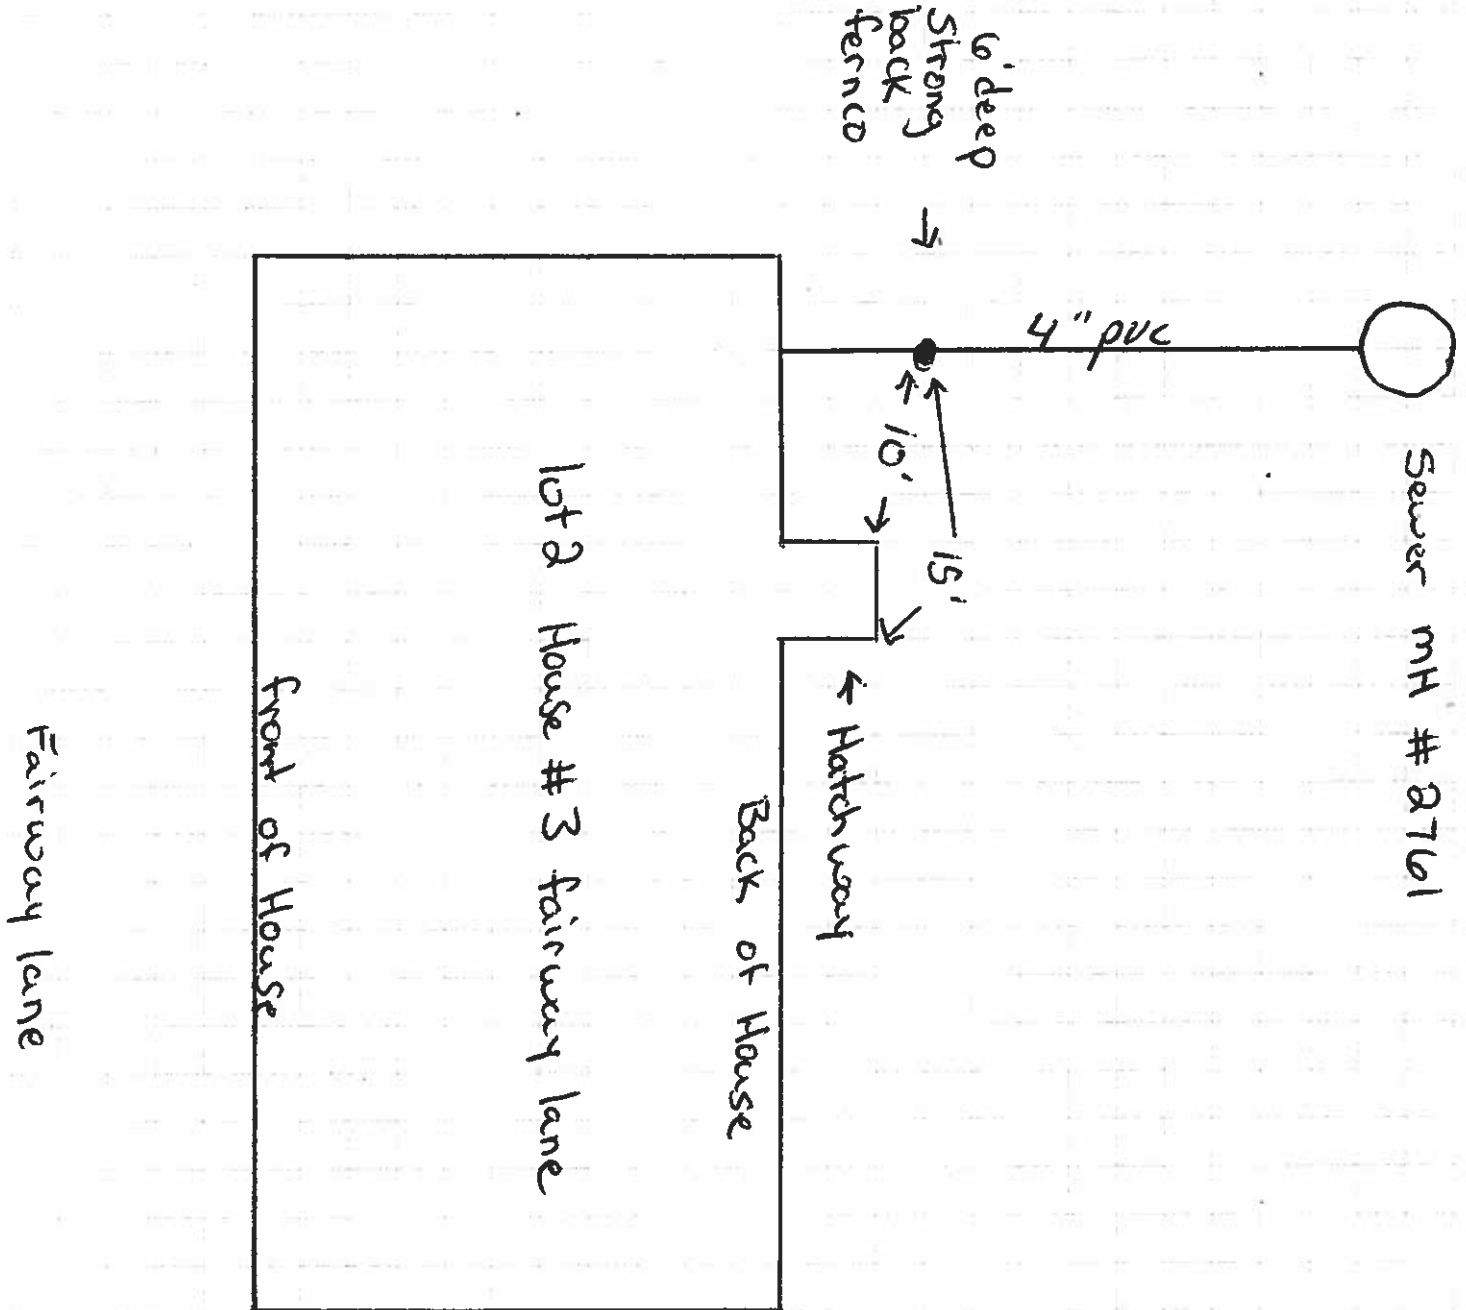 Sewer mH # 2761
4" pvc
6' deep
Strong
back
fernco
10'
15'
← Hatchway
Back of House
lot 2 House # 3 fairway lane
front of House
Fairway lane